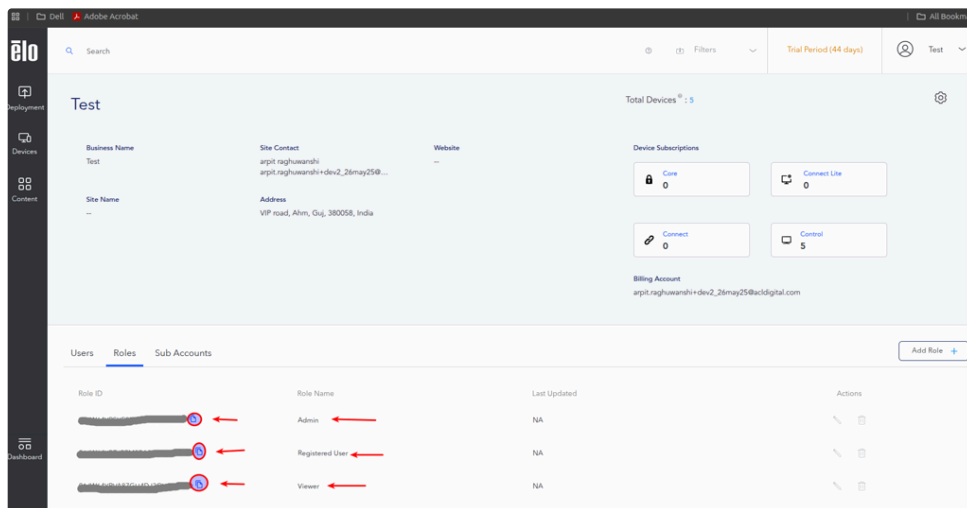 Dell Adobe Acrobat All Bookma
ēlo Search Filters Trial Period (44 days) Test
Deployment
Devices
Content
Dashboard
Test
Total Devices : 5
Business Name
Test
Site Name
--
Site Contact
arpit raghuwanshi
arpit.raghuwanshi+dev2_26may25@...
Address
VIP road, Ahm, Guj, 380058, India
Website
--
Device Subscriptions
Core
0
Connect Lite
0
Connect
0
Control
5
Billing Account
arpit.raghuwanshi+dev2_26may25@acldigital.com
Users Roles Sub Accounts Add Role +
Role ID Role Name Last Updated Actions
Admin NA
Registered User NA
Viewer NA